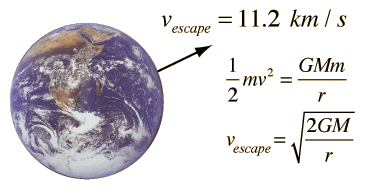 v_escape = 11.2 km / s
1/2 mv² = GMm/r
v_escape = √(2GM/r)